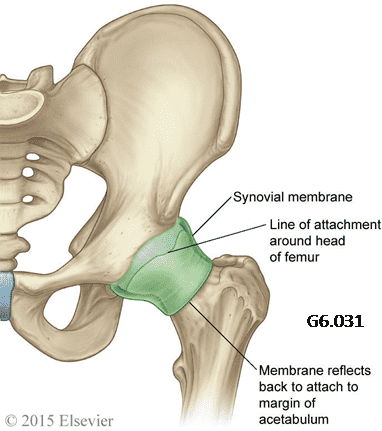 Synovial membrane
Line of attachment
around head
of femur
G6.031
Membrane reflects
back to attach to
margin of
acetabulum
© 2015 Elsevier